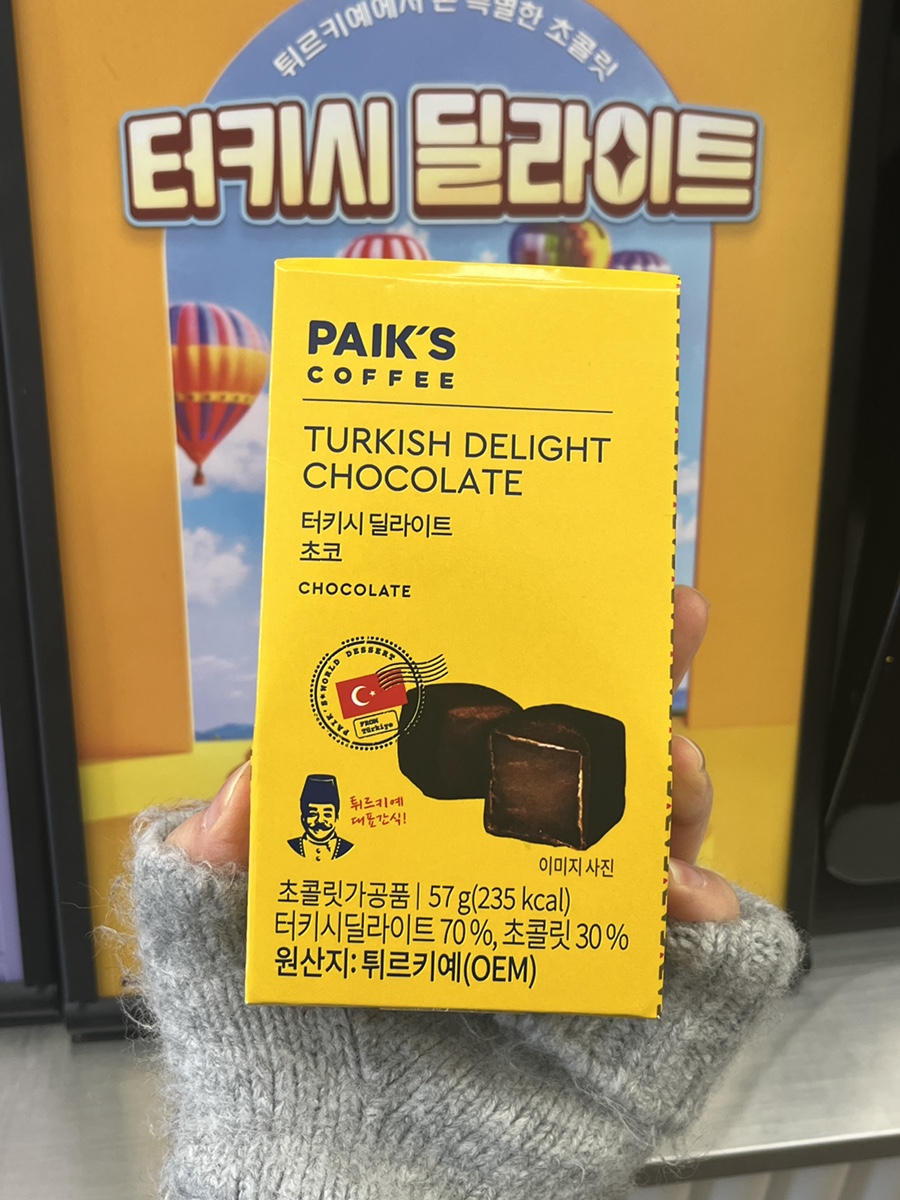 튀르키예에서 온 특별한 초콜릿
터키시 딜라이트
PAIK'S
COFFEE
TURKISH DELIGHT
CHOCOLATE
터키시 딜라이트
초코
CHOCOLATE
PAIK'S WORLD DESSERT
FROM
Türkiye
튀르키예
대표간식!
이미지 사진
초콜릿가공품 | 57 g(235 kcal)
터키시딜라이트 70 %, 초콜릿 30 %
원산지: 튀르키예(OEM)